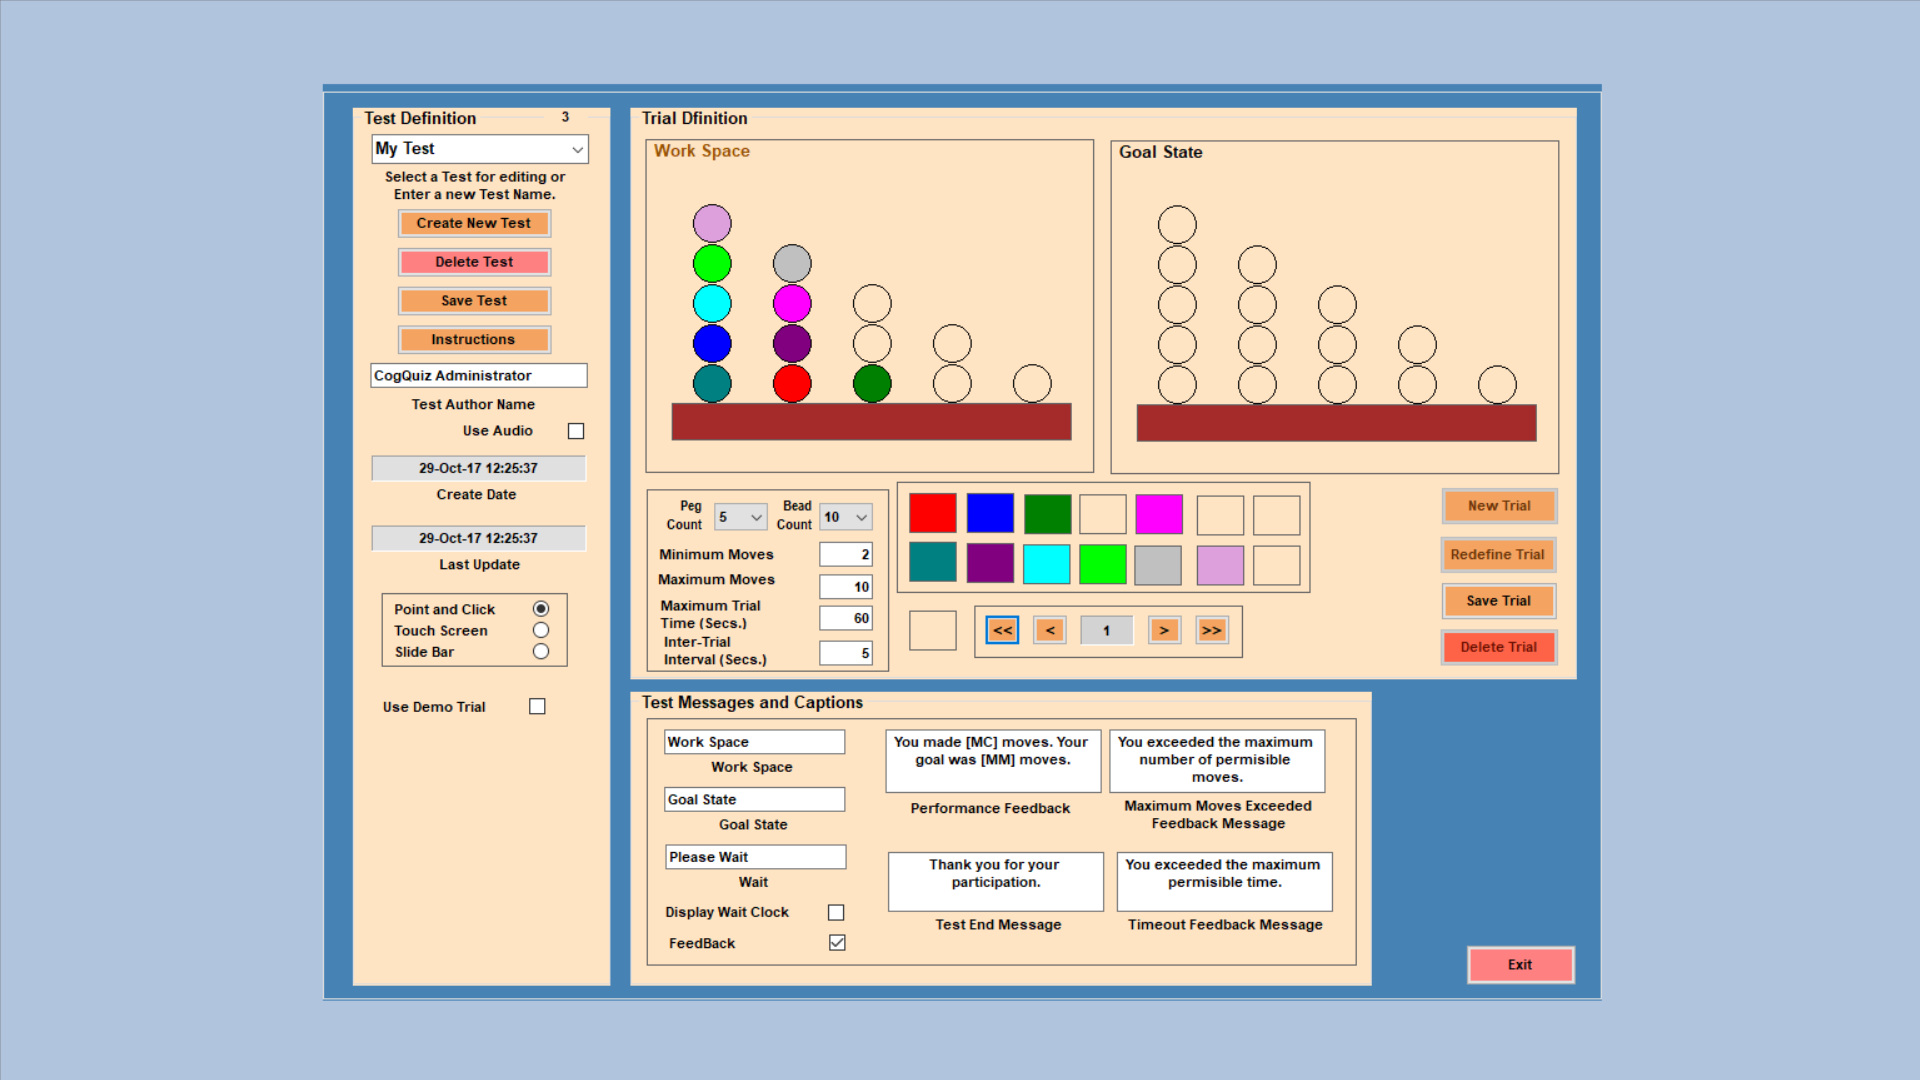 Test Definition
3
My Test
Select a Test for editing or
Enter a new Test Name.
Create New Test
Delete Test
Save Test
Instructions
CogQuiz Administrator
Test Author Name
Use Audio
29-Oct-17 12:25:37
Create Date
29-Oct-17 12:25:37
Last Update
Point and Click
Touch Screen
Slide Bar
Use Demo Trial
Trial Dfinition
Work Space
Goal State
Peg
Count
5
Bead
Count
10
Minimum Moves
2
Maximum Moves
10
Maximum Trial
Time (Secs.)
60
Inter-Trial
Interval (Secs.)
5
<<
<
1
>
>>
New Trial
Redefine Trial
Save Trial
Delete Trial
Test Messages and Captions
Work Space
Work Space
Goal State
Goal State
Please Wait
Wait
Display Wait Clock
FeedBack
You made [MC] moves. Your
goal was [MM] moves.
Performance Feedback
You exceeded the maximum
number of permisible
moves.
Maximum Moves Exceeded
Feedback Message
Thank you for your
participation.
Test End Message
You exceeded the maximum
permisible time.
Timeout Feedback Message
Exit